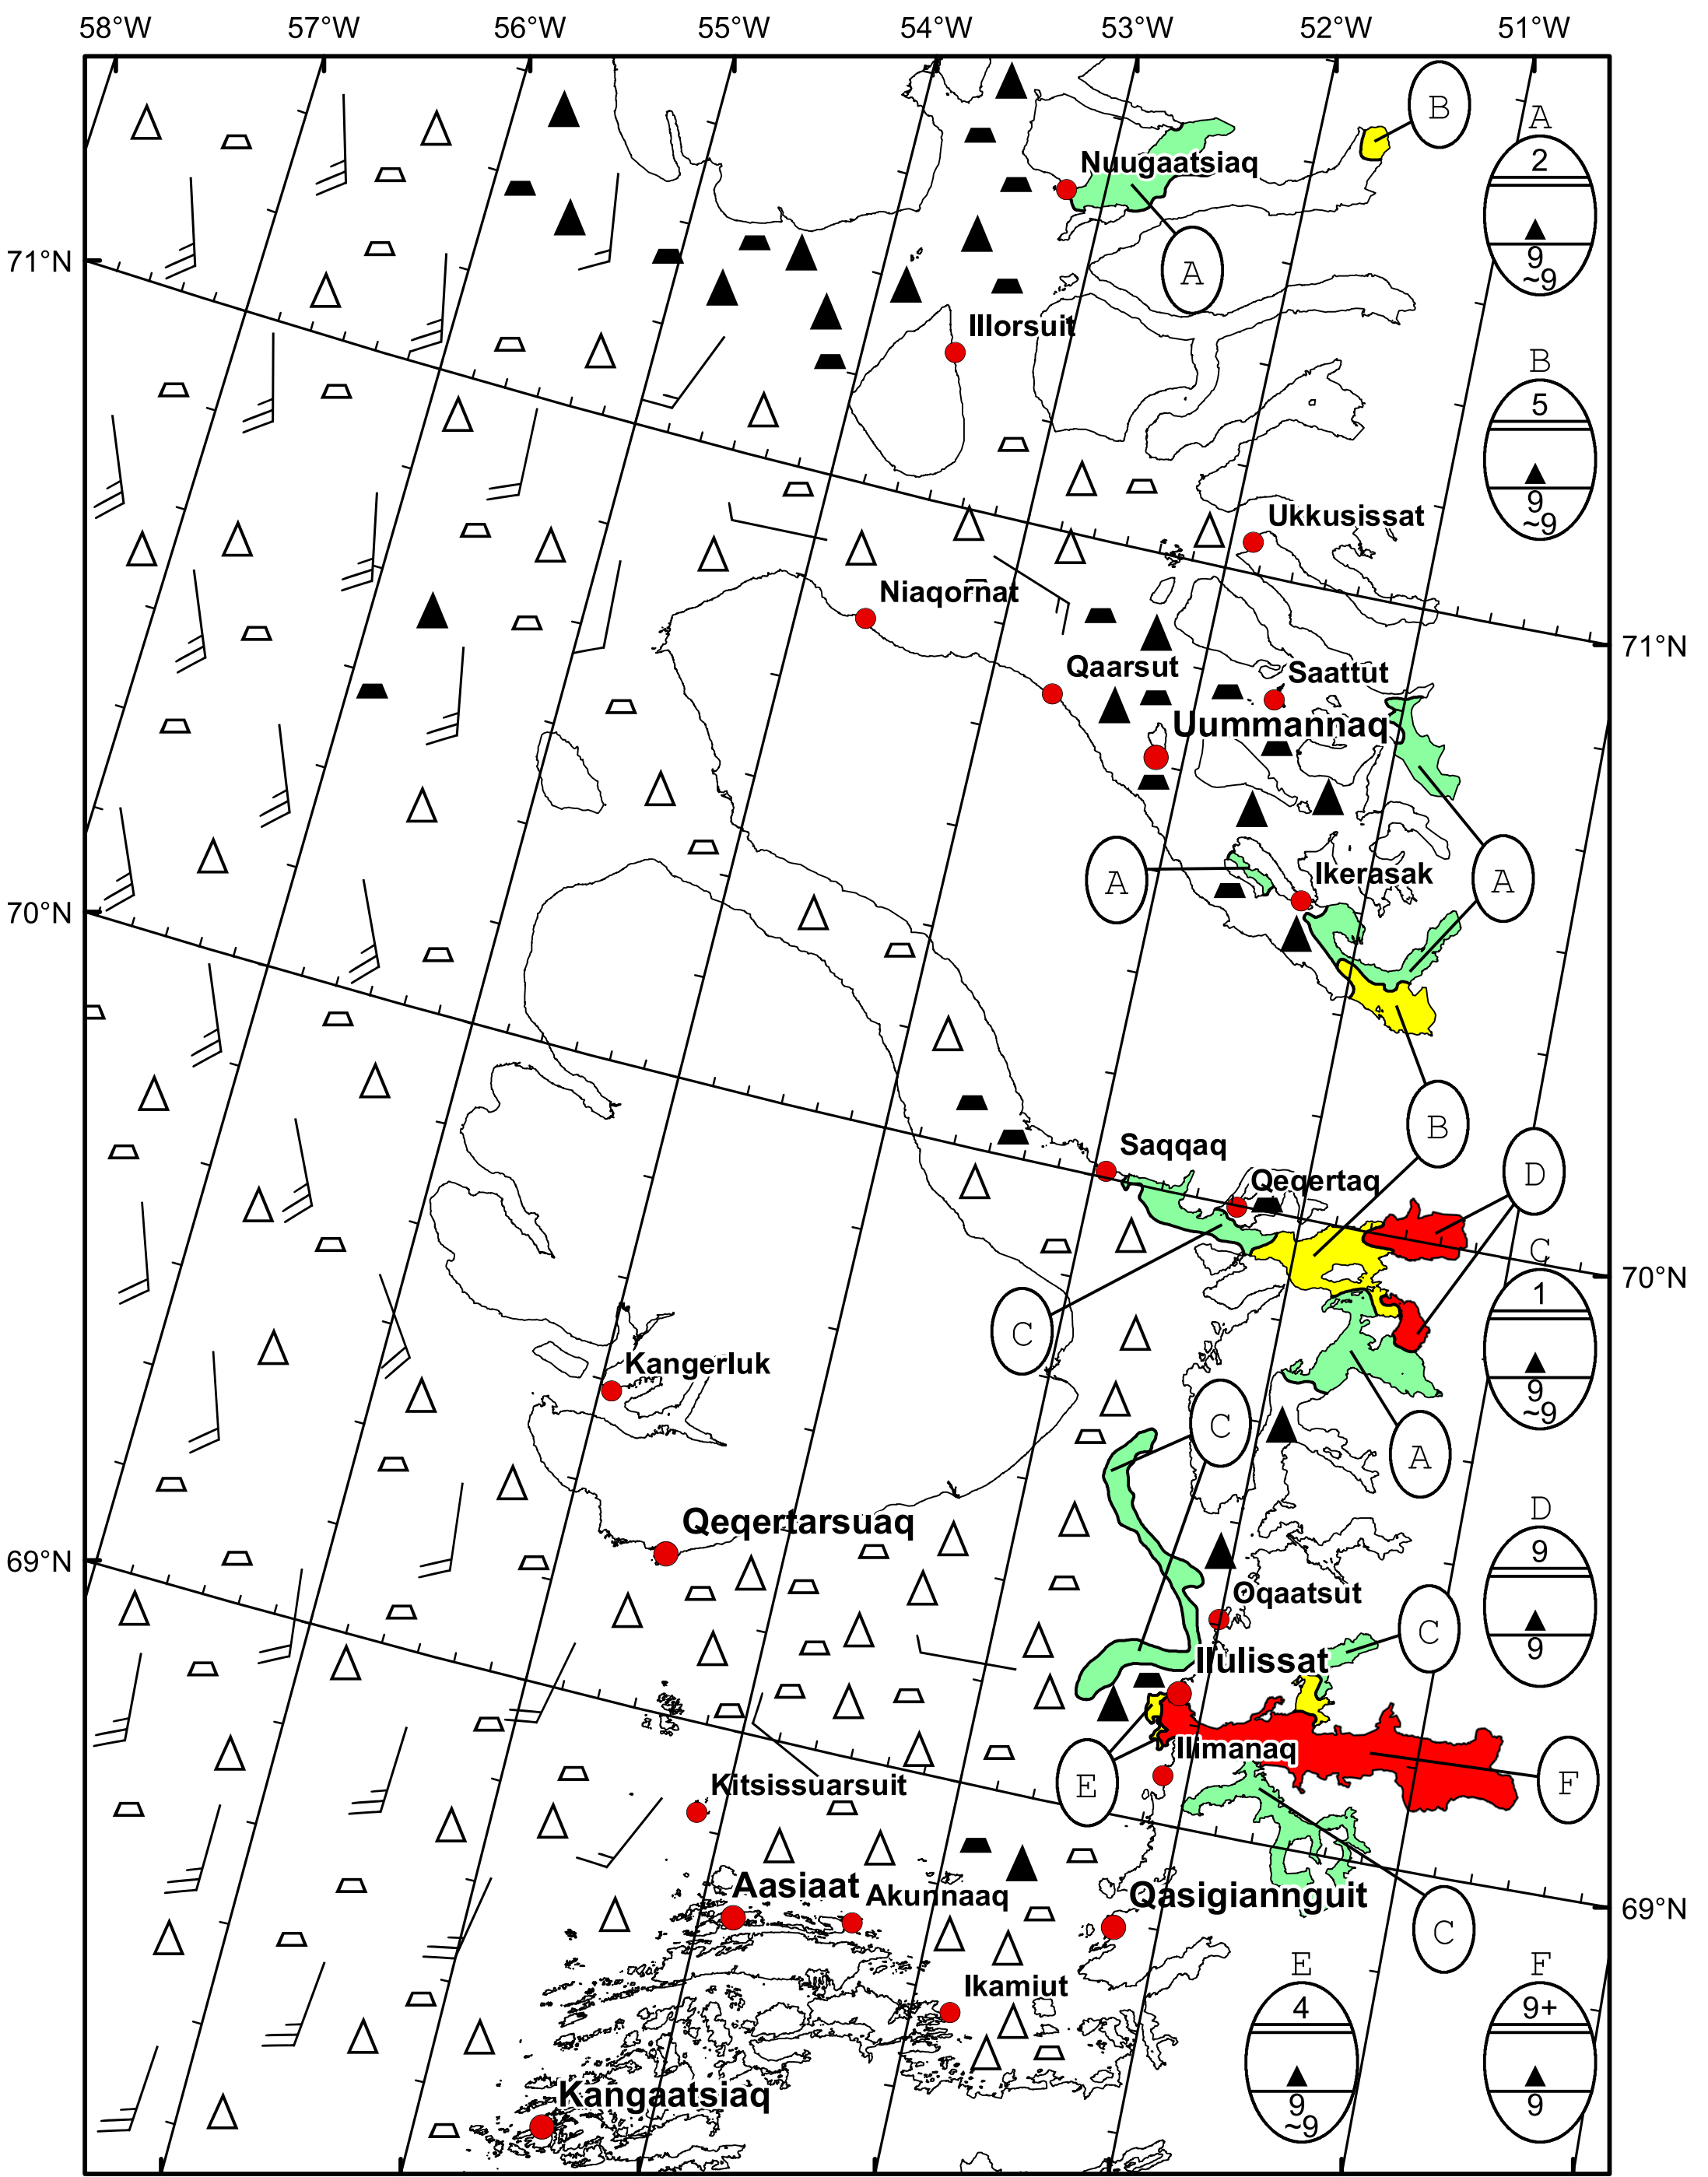 58°W 57°W 56°W 55°W 54°W 53°W 52°W 51°W
B
A
2
Nuugaatsiaq
9
~9
71°N
A
Illorsuit
B
5
9
~9
Ukkusissat
Niaqornat
71°N
Qaarsut
Saattut
Uummannaq
A
Ikerasak
A
70°N
B
Saqqaq
D
Qeqertaq
C
70°N
1
C
Kangerluk
9
~9
C
A
Qeqertarsuaq
D
9
69°N
Oqaatsut
C
9
Ilulissat
Ilimanaq
E
F
Kitsissuarsuit
Aasiaat
Akunnaaq
Qasigiannguit
69°N
C
E
F
Ikamiut
4
9+
Kangaatsiaq
9
~9
9